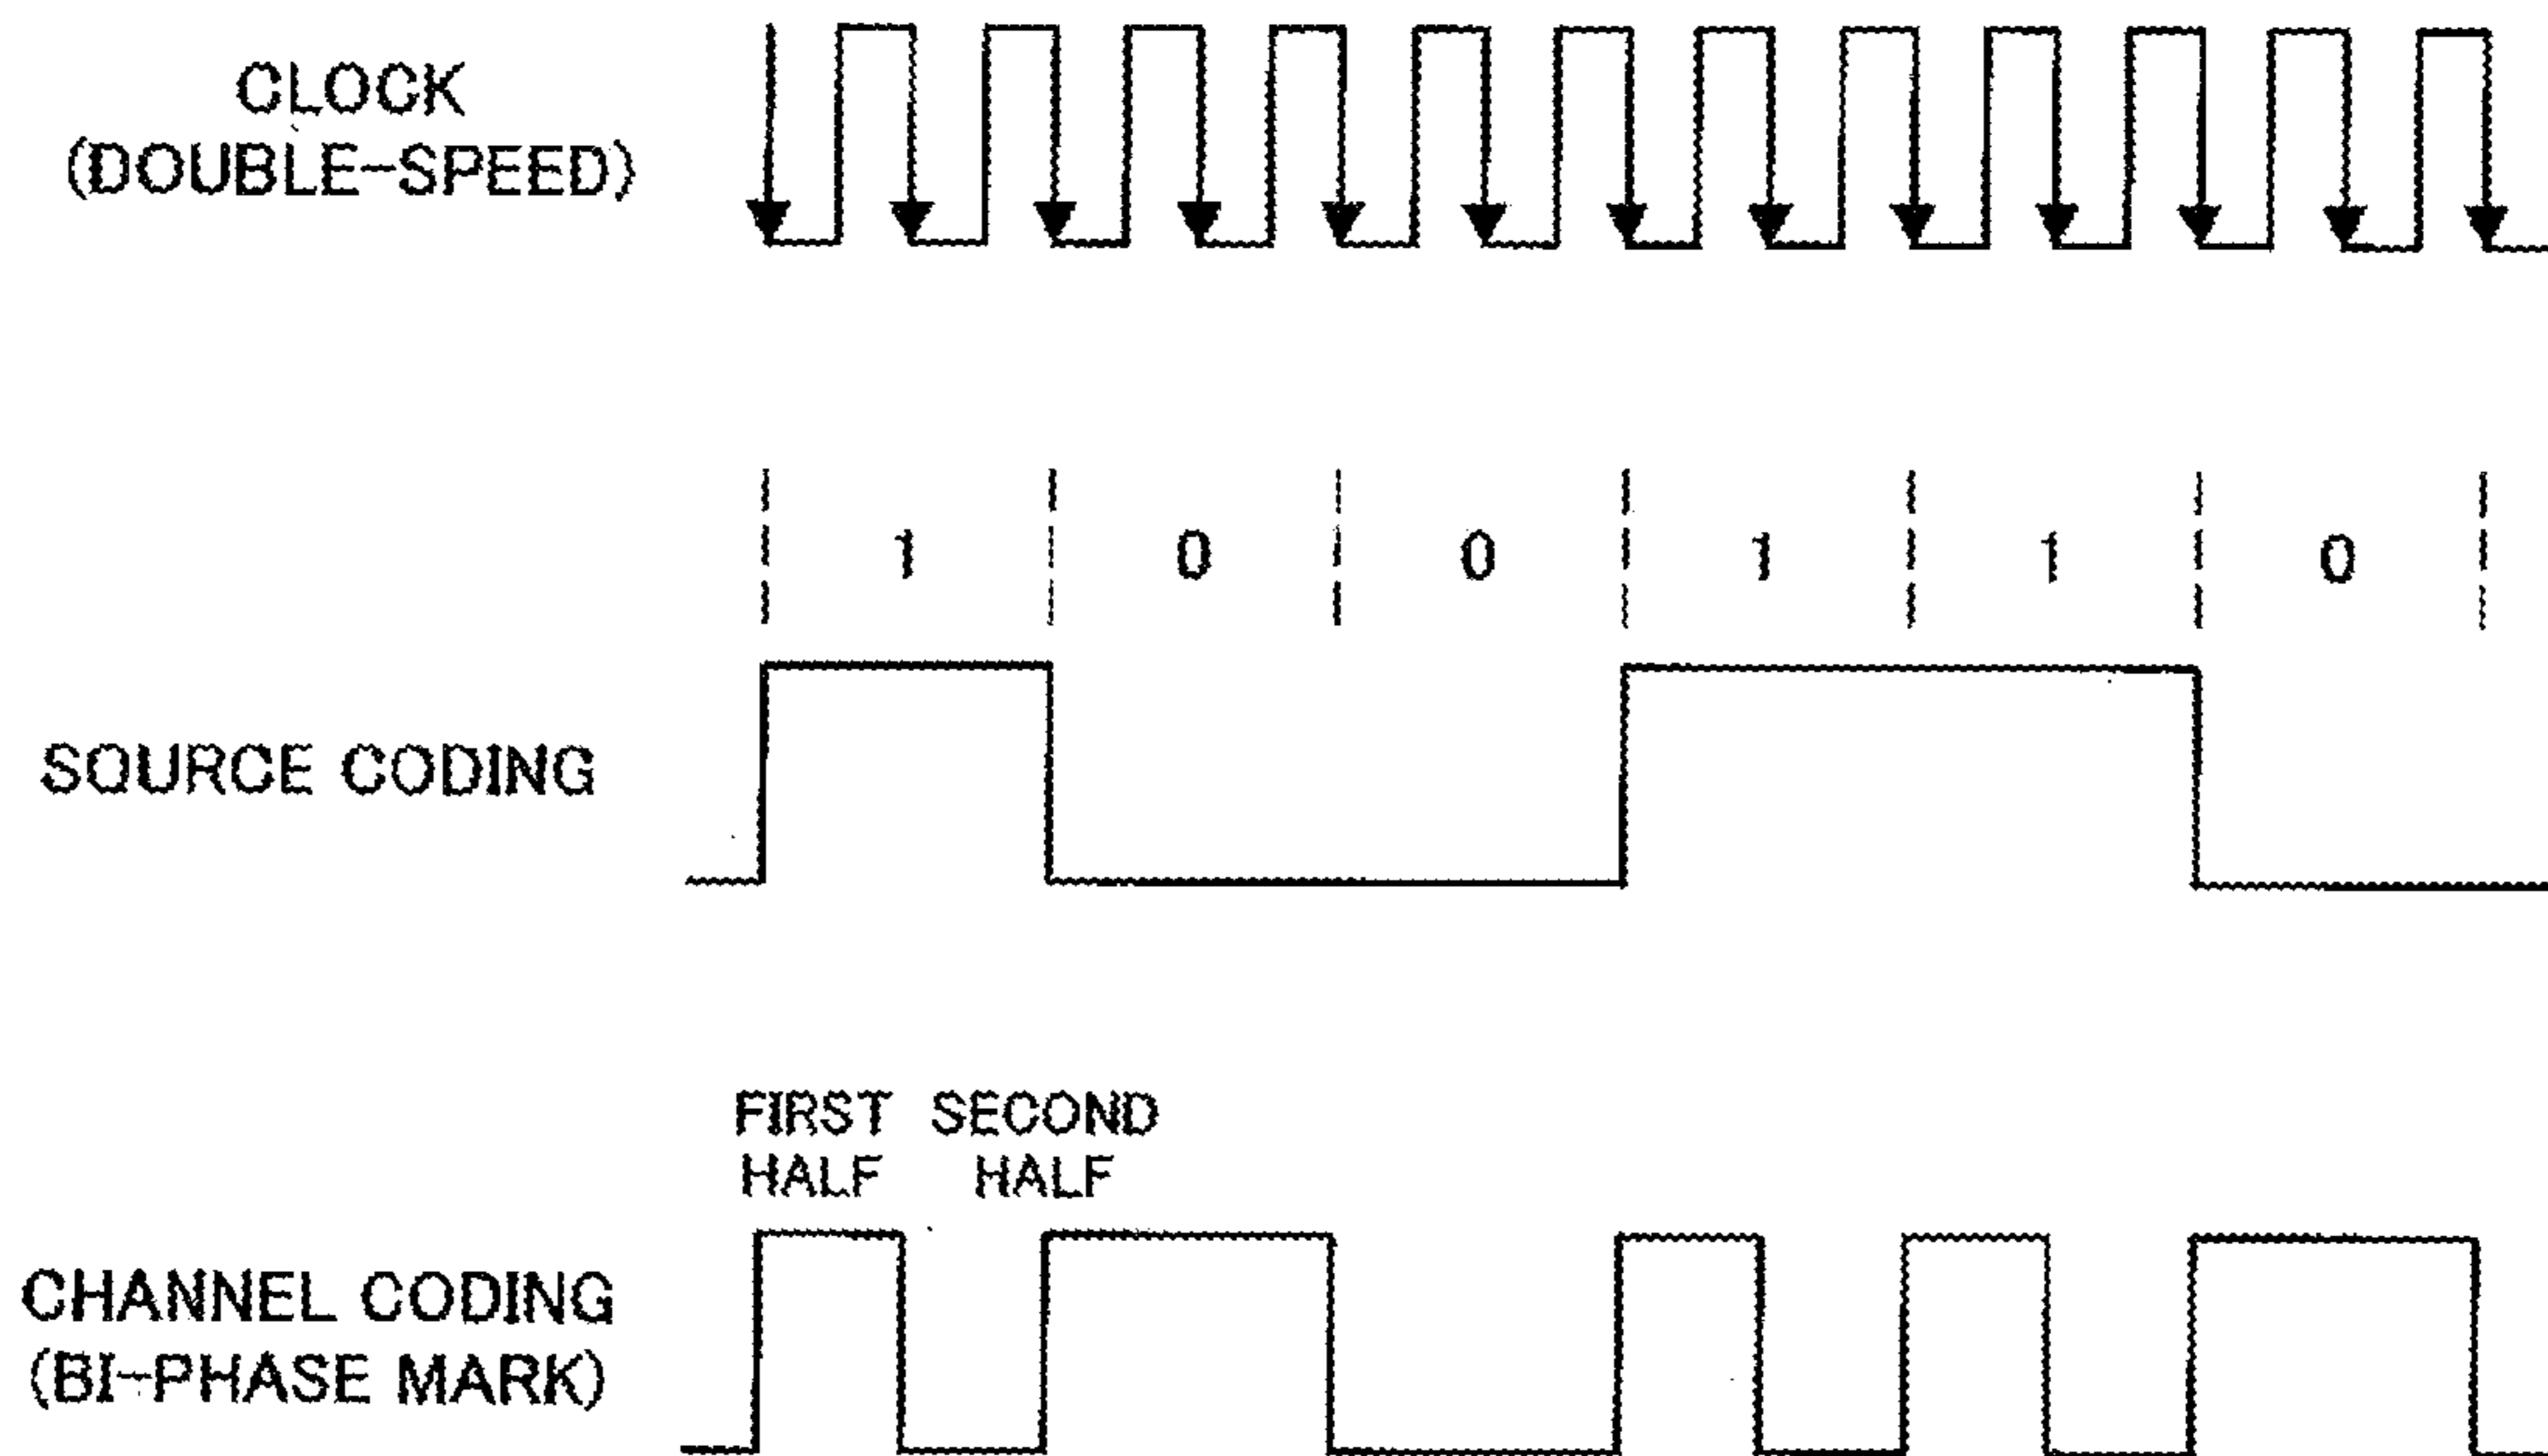 CLOCK
(DOUBLE-SPEED)
1 0 0 1 1 0
SOURCE CODING
FIRST SECOND
HALF HALF
CHANNEL CODING
(BI-PHASE MARK)